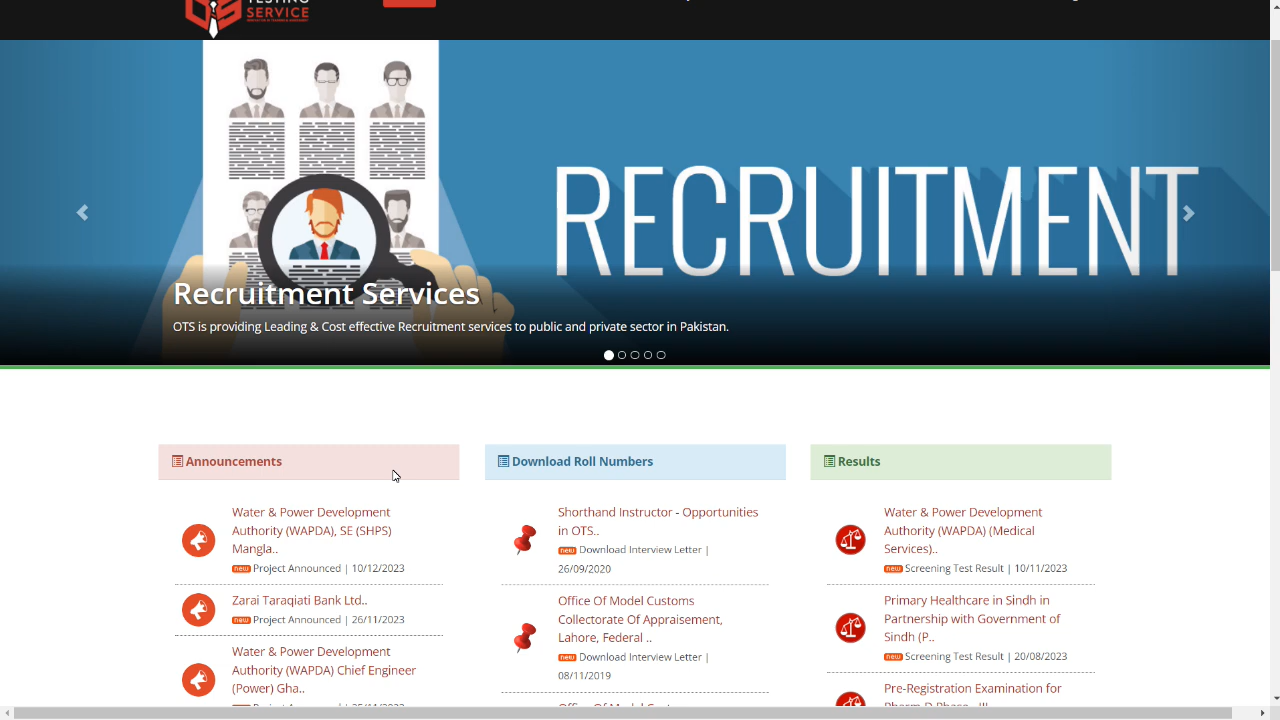 TESTING
SERVICE
RECRUITMENT
Recruitment Services
OTS is providing Leading & Cost effective Recruitment services to public and private sector in Pakistan.
Announcements
Water & Power Development
Authority (WAPDA), SE (SHPS)
Mangla..
new Project Announced | 10/12/2023
Zarai Taraqiati Bank Ltd..
new Project Announced | 26/11/2023
Water & Power Development
Authority (WAPDA) Chief Engineer
(Power) Gha..
Download Roll Numbers
Shorthand Instructor - Opportunities
in OTS..
new Download Interview Letter |
26/09/2020
Office Of Model Customs
Collectorate Of Appraisement,
Lahore, Federal ..
new Download Interview Letter |
08/11/2019
Results
Water & Power Development
Authority (WAPDA) (Medical
Services)..
new Screening Test Result | 10/11/2023
Primary Healthcare in Sindh in
Partnership with Government of
Sindh (P..
new Screening Test Result | 20/08/2023
Pre-Registration Examination for